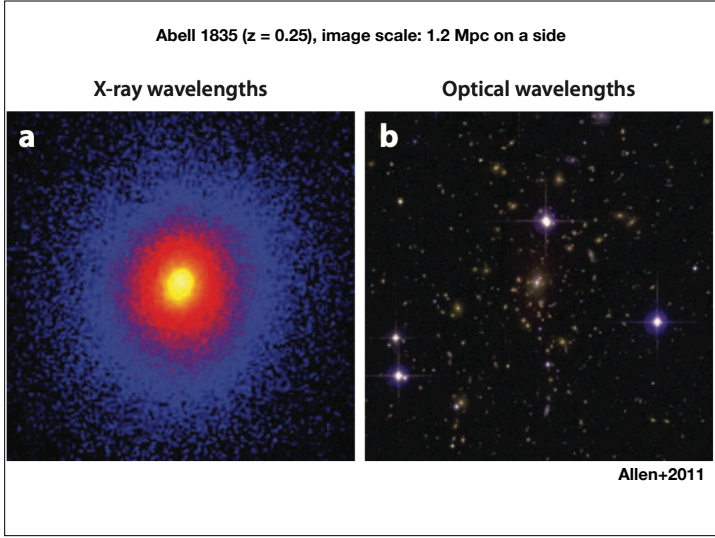 Abell 1835 (z = 0.25), image scale: 1.2 Mpc on a side
X-ray wavelengths
Optical wavelengths
a
b
Allen+2011